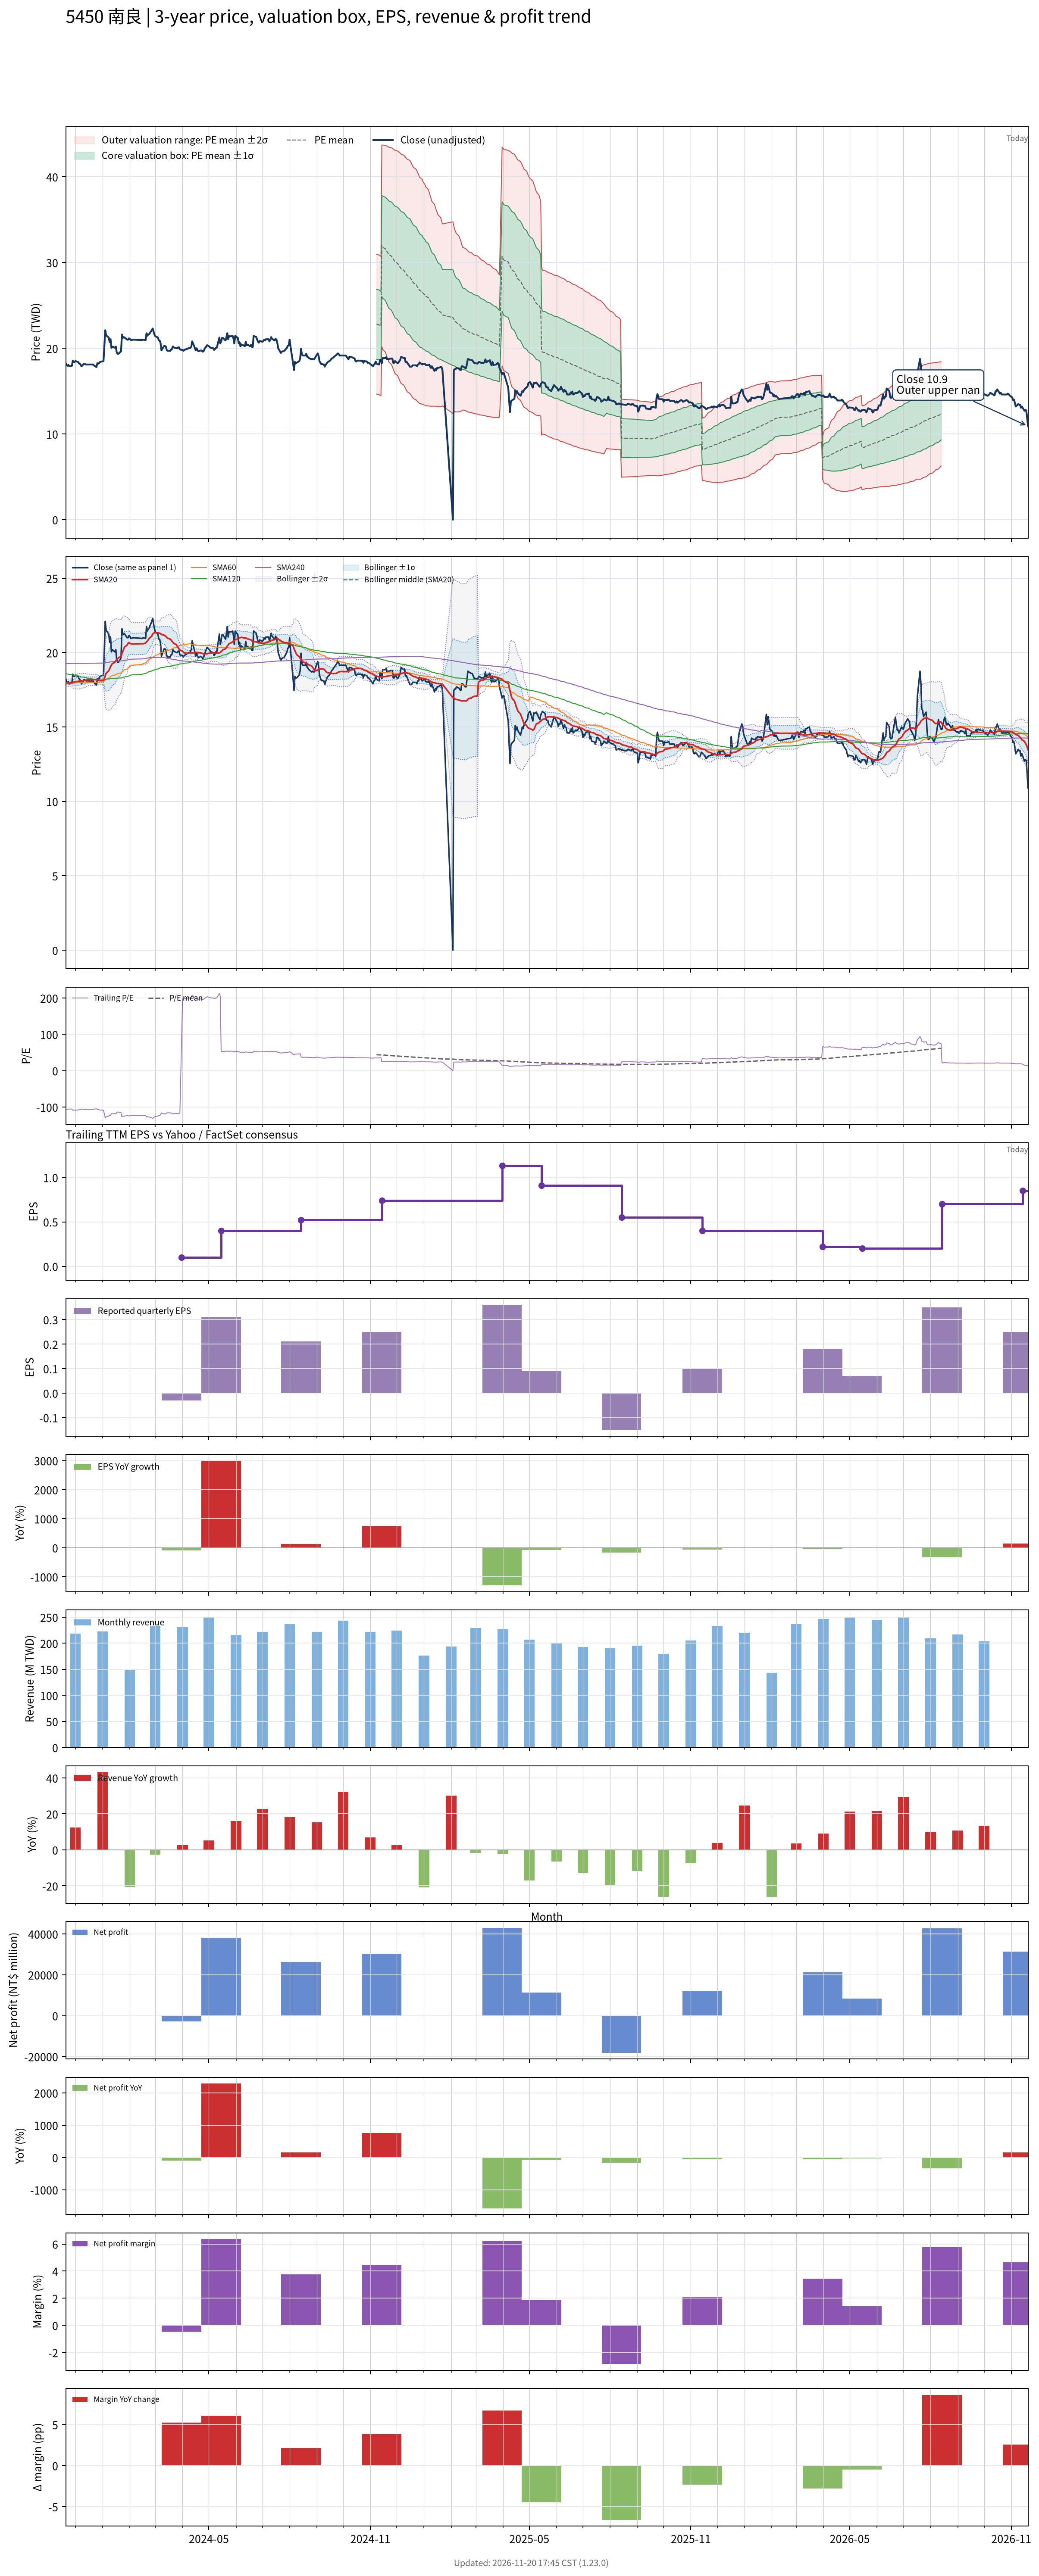 5450 南良 | 3-year price, valuation box, EPS, revenue & profit trend
Outer valuation range: PE mean ±2σ
PE mean
Close (unadjusted)
Core valuation box: PE mean ±1σ
Today
Price (TWD)
40
30
20
10
0
Close 10.9
Outer upper nan
Close (same as panel 1)
SMA60
SMA240
Bollinger ±1σ
SMA20
SMA120
Bollinger ±2σ
Bollinger middle (SMA20)
Price
25
20
15
10
5
0
Trailing P/E
P/E mean
P/E
200
100
0
-100
Trailing TTM EPS vs Yahoo / FactSet consensus
Today
EPS
1.0
0.5
0.0
Reported quarterly EPS
EPS
0.3
0.2
0.1
0.0
-0.1
EPS YoY growth
YoY (%)
3000
2000
1000
0
-1000
Monthly revenue
Revenue (M TWD)
250
200
150
100
50
0
Revenue YoY growth
YoY (%)
40
20
0
-20
Month
Net profit
Net profit (NT$ million)
40000
20000
0
-20000
Net profit YoY
YoY (%)
2000
1000
0
-1000
Net profit margin
Margin (%)
6
4
2
0
-2
Margin YoY change
Δ margin (pp)
5
0
-5
2024-05
2024-11
2025-05
2025-11
2026-05
2026-11
Updated: 2026-11-20 17:45 CST (1.23.0)